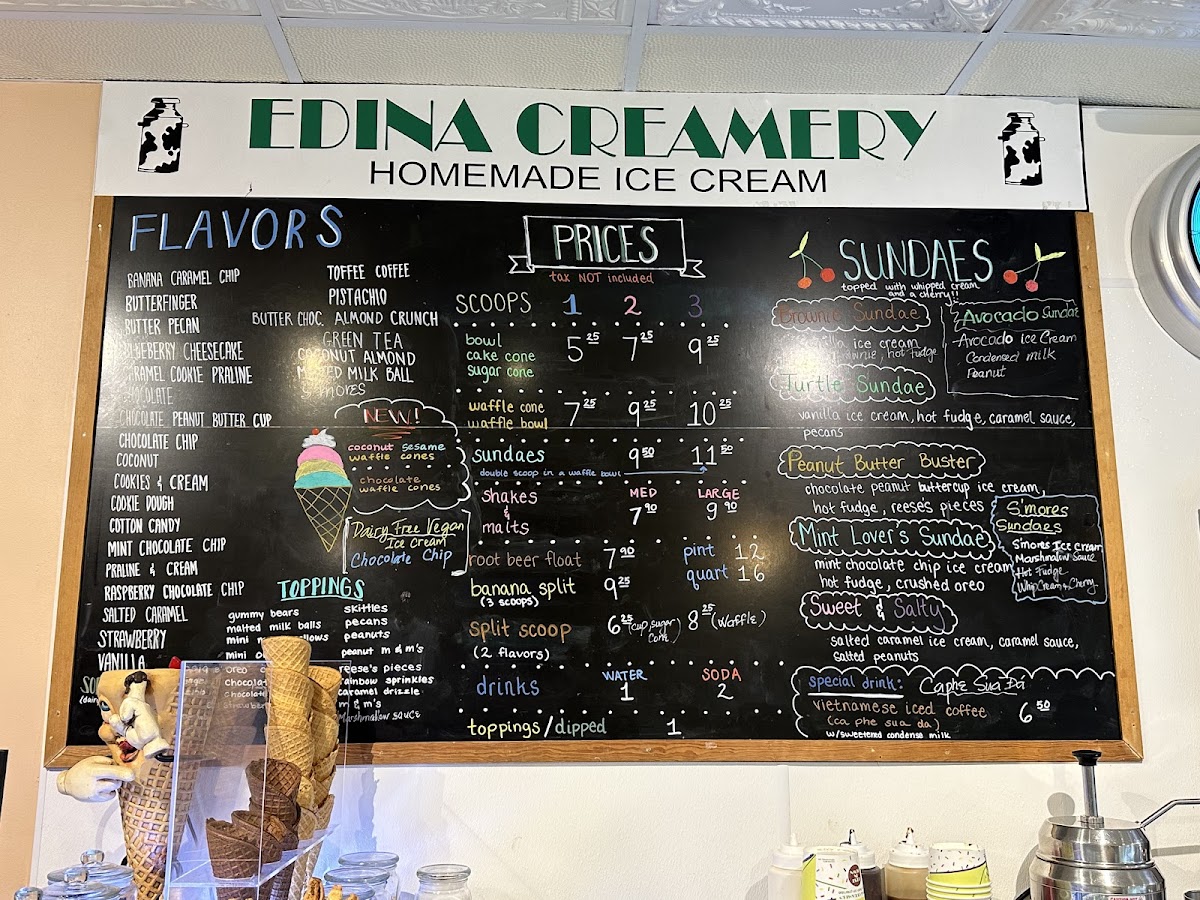 EDINA CREAMERY
HOMEMADE ICE CREAM
FLAVORS
BANANA CARAMEL CHIP
BUTTERFINGER
BUTTER PECAN
BLUEBERRY CHEESECAKE
CARAMEL COOKIE PRALINE
CHOCOLATE
CHOCOLATE PEANUT BUTTER CUP
CHOCOLATE CHIP
COCONUT
COOKIES & CREAM
COOKIE DOUGH
COTTON CANDY
MINT CHOCOLATE CHIP
PRALINE & CREAM
RASPBERRY CHOCOLATE CHIP
SALTED CARAMEL
STRAWBERRY
VANILLA
TOFFEE COFFEE
PISTACHIO
BUTTER CHOC. ALMOND CRUNCH
GREEN TEA
COCONUT ALMOND
MALTED MILK BALL
S'MORES
NEW!
coconut sesame
waffle cones
chocolate
waffle cones
Dairy Free Vegan
Ice Cream
Chocolate Chip
TOPPINGS
gummy bears
malted milk balls
mini
mini
oreo
chocolat
chocolate
skittles
pecans
peanuts
peanut m & m's
reese's pieces
rainbow sprinkles
caramel drizzle
m & m's
Marshmallow sauce
PRICES
tax NOT included
SCOOPS 1 2 3
bowl
cake cone
sugar cone
5 25 7 25 9 25
waffle cone
waffle bowl
7 25 9 25 10 25
sundaes 9 50 11 50
double scoop in a waffle bowl
shakes
&
malts
MED LARGE
7 90 9 90
root beer float 7 90
pint 12
quart 16
banana split 9 25
(3 scoops)
split scoop 6 25 (cup, sugar cone) 8 25 (waffle)
(2 flavors)
drinks WATER 1 SODA 2
toppings/dipped 1
SUNDAES
topped with whipped cream
and a cherry!!
Brownie Sundae
vanilla ice cream
brownie, hot fudge
Avocado Sundae
Avocado ice Cream
Condensed milk
Peanut
Turtle Sundae
vanilla ice cream, hot fudge, caramel sauce,
pecans
Peanut Butter Buster
chocolate peanut buttercup ice cream,
hot fudge, reese's pieces
Mint Lover's Sundae
mint chocolate chip ice cream
hot fudge, crushed oreo
S'mores
Sundaes
S'mores Ice Cream
Marshmallow Sauce
Hot Fudge
Whip Cream & Cherry
Sweet & Salty
salted caramel ice cream, caramel sauce,
salted peanuts
special drink: Caphe Sua Da
vietnamese iced coffee 6 50
(ca phe sua da)
w/sweetened condense milk